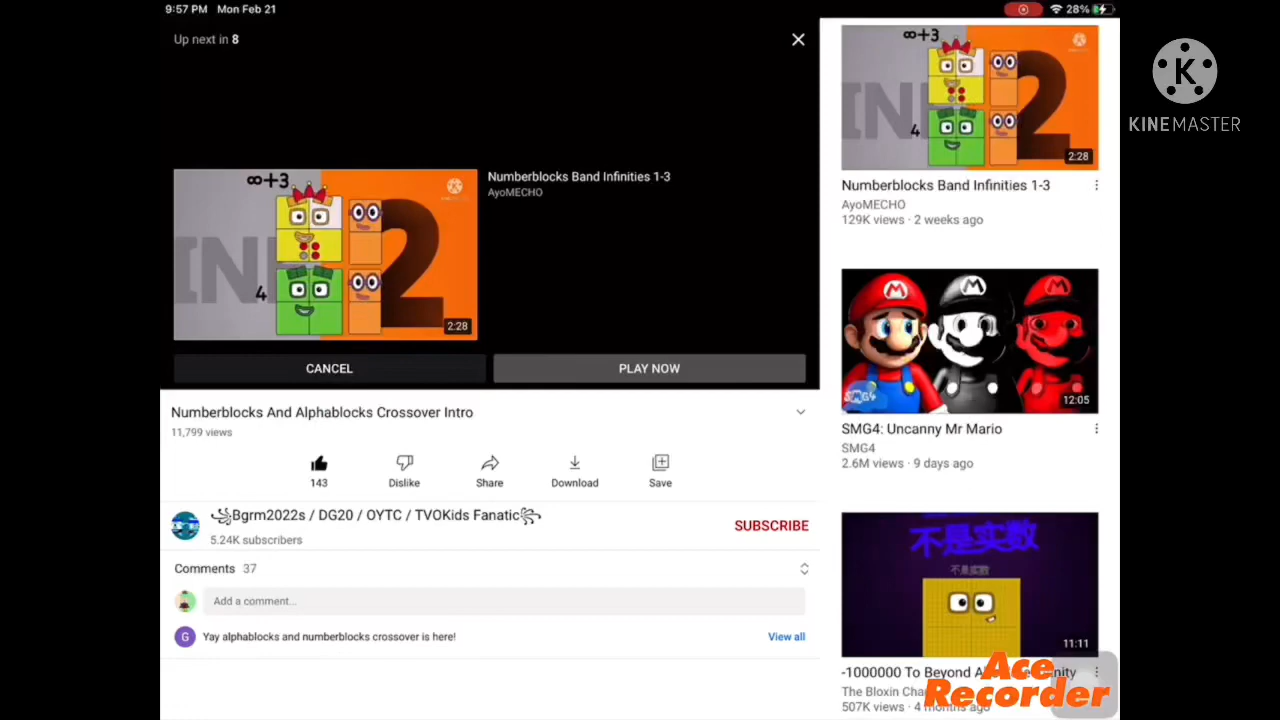 9:57 PM Mon Feb 21
28%
Up next in 8
∞+3
IN
2
4
2:28
Numberblocks Band Infinities 1-3
AyoMECHO
CANCEL
PLAY NOW
Numberblocks And Alphablocks Crossover Intro
11,799 views
143
Dislike
Share
Download
Save
꧁Bgrm2022s / DG20 / OYTC / TVOKids Fanatic꧂
5.24K subscribers
SUBSCRIBE
Comments 37
Add a comment...
G
Yay alphablocks and numberblocks crossover is here!
View all
∞+3
IN
2
4
2:28
Numberblocks Band Infinities 1-3
AyoMECHO
129K views · 2 weeks ago
SMG4
12:05
SMG4: Uncanny Mr Mario
SMG4
2.6M views · 9 days ago
不是实数
不是实数
11:11
-1000000 To Beyond
The Bloxin
507K views · 4 months ago
Ace
Recorder
K
KINEMASTER